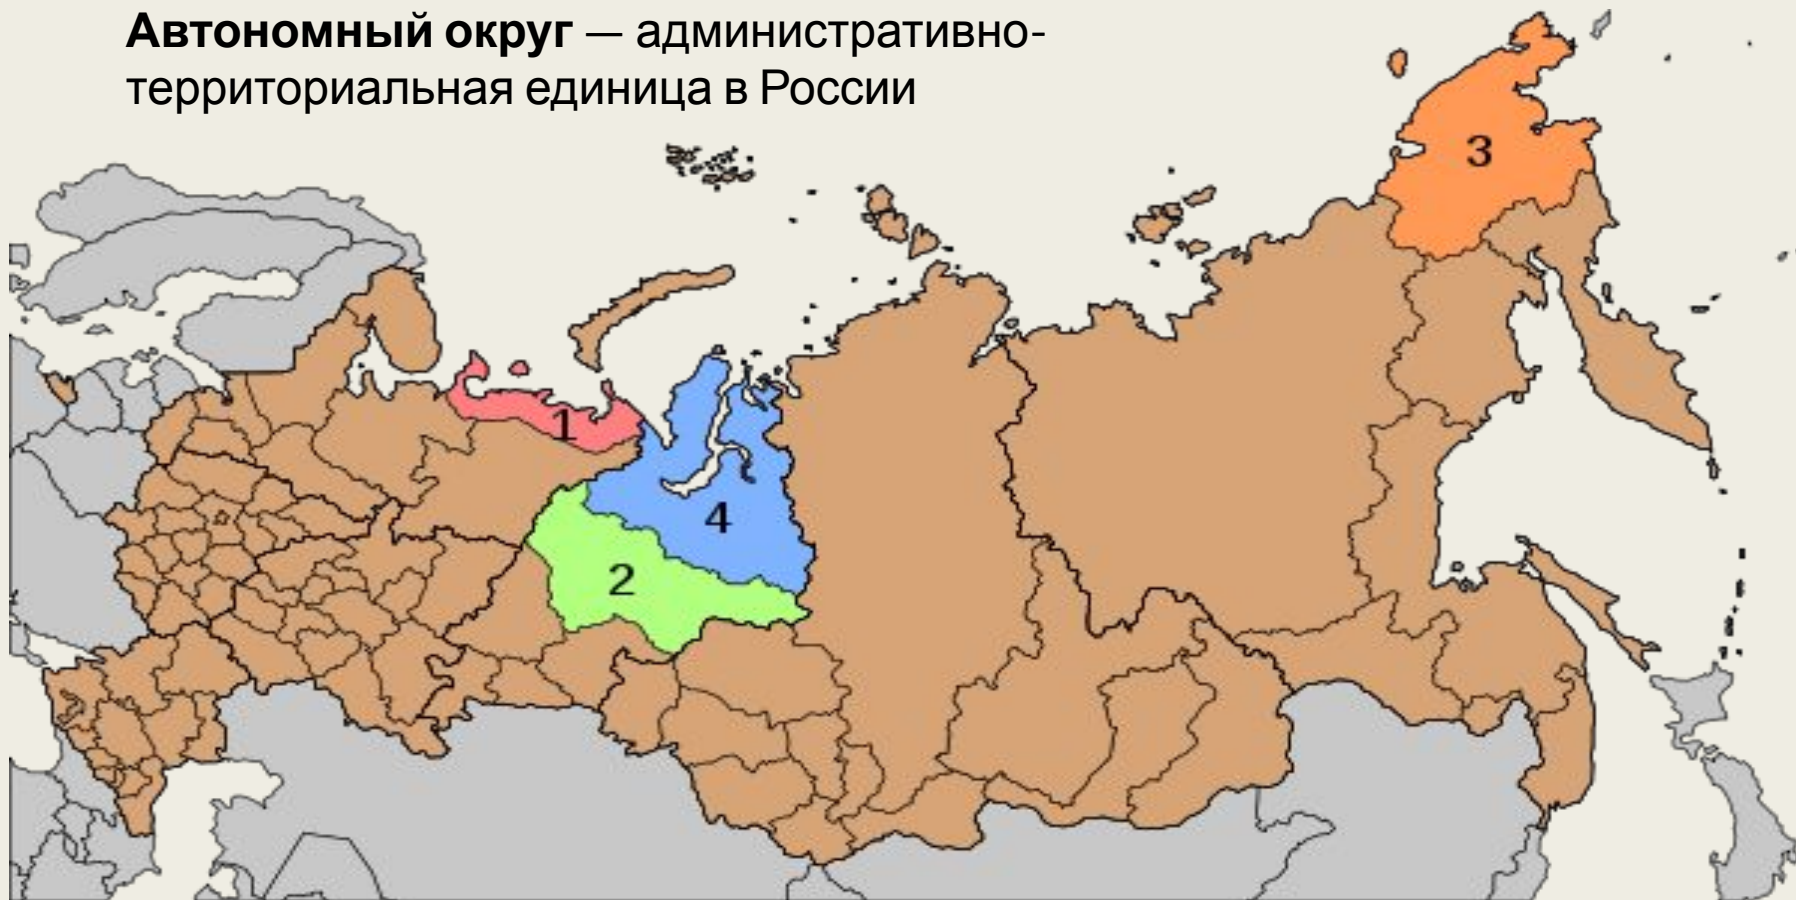 Автономный округ — административно-
территориальная единица в России
3
1
4
2